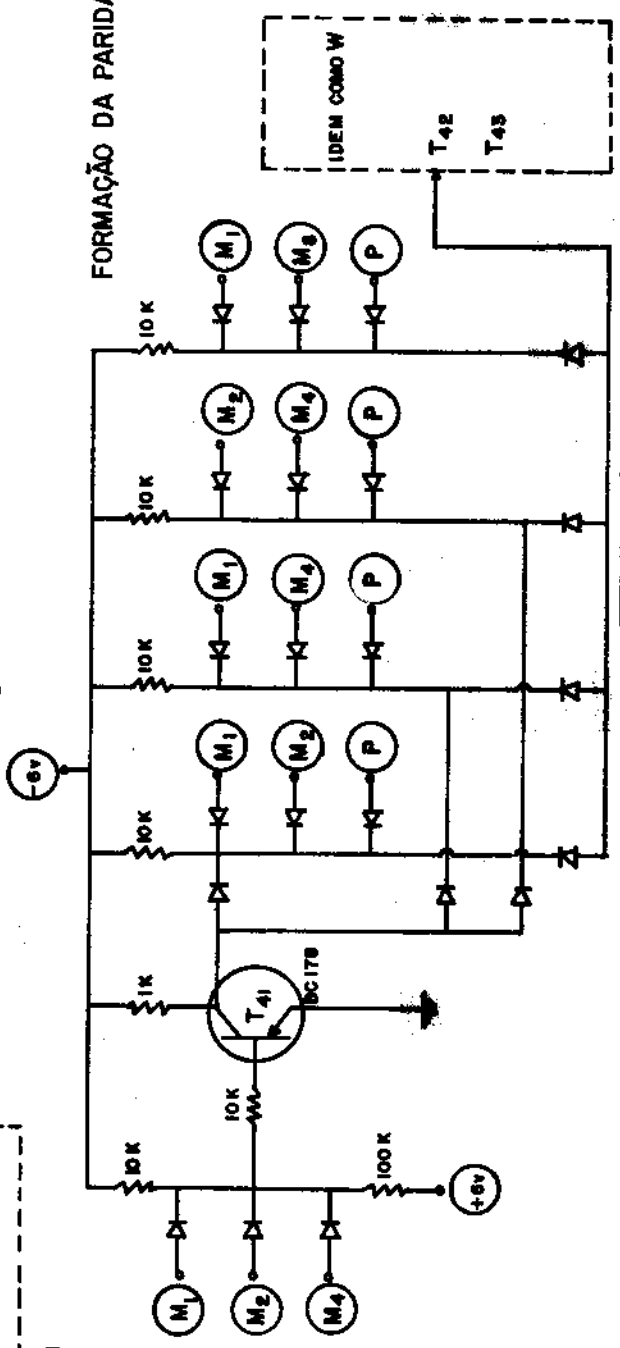 FORMAÇÃO DA PARIDA
IDEM COMO W
T42
T43
-6v
10K
1K
10K
10K
10K
10K
M1
M2
M4
10K
100K
+6v
T41
BC178
M1
M2
P
M1
M4
P
M2
M4
P
M1
M8
P